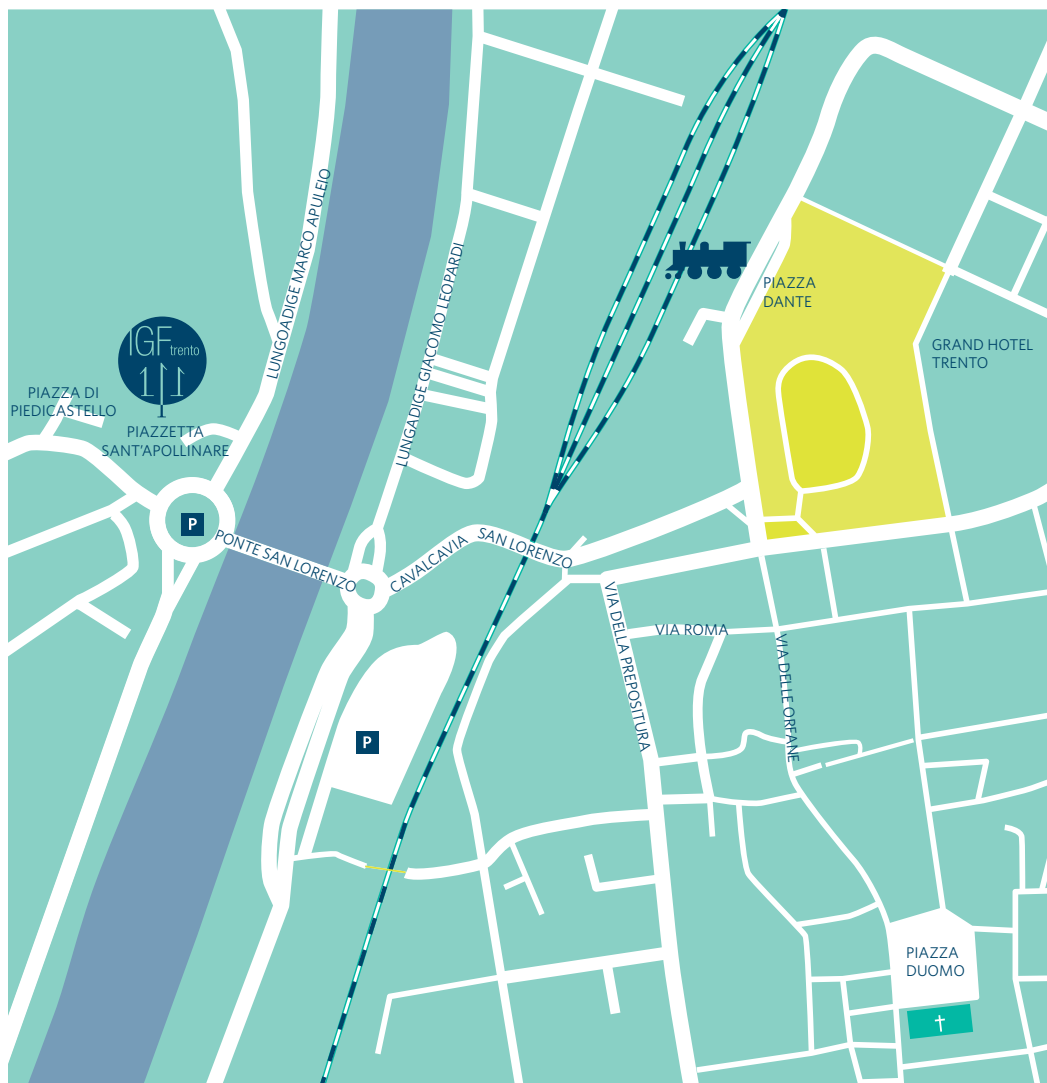 LUNGOADIGE MARCO APULEIO
LUNGADIGE GIACOMO LEOPARDI
PIAZZA
DANTE
IGF
trento
GRAND HOTEL
TRENTO
PIAZZA DI
PIEDICASTELLO
PIAZZETTA
SANT'APOLLINARE
P
PONTE SAN LORENZO
CAVALCAVIA
SAN LORENZO
VIA DELLA PREPOSITURA
VIA ROMA
VIA DELLE ORFANE
P
PIAZZA
DUOMO